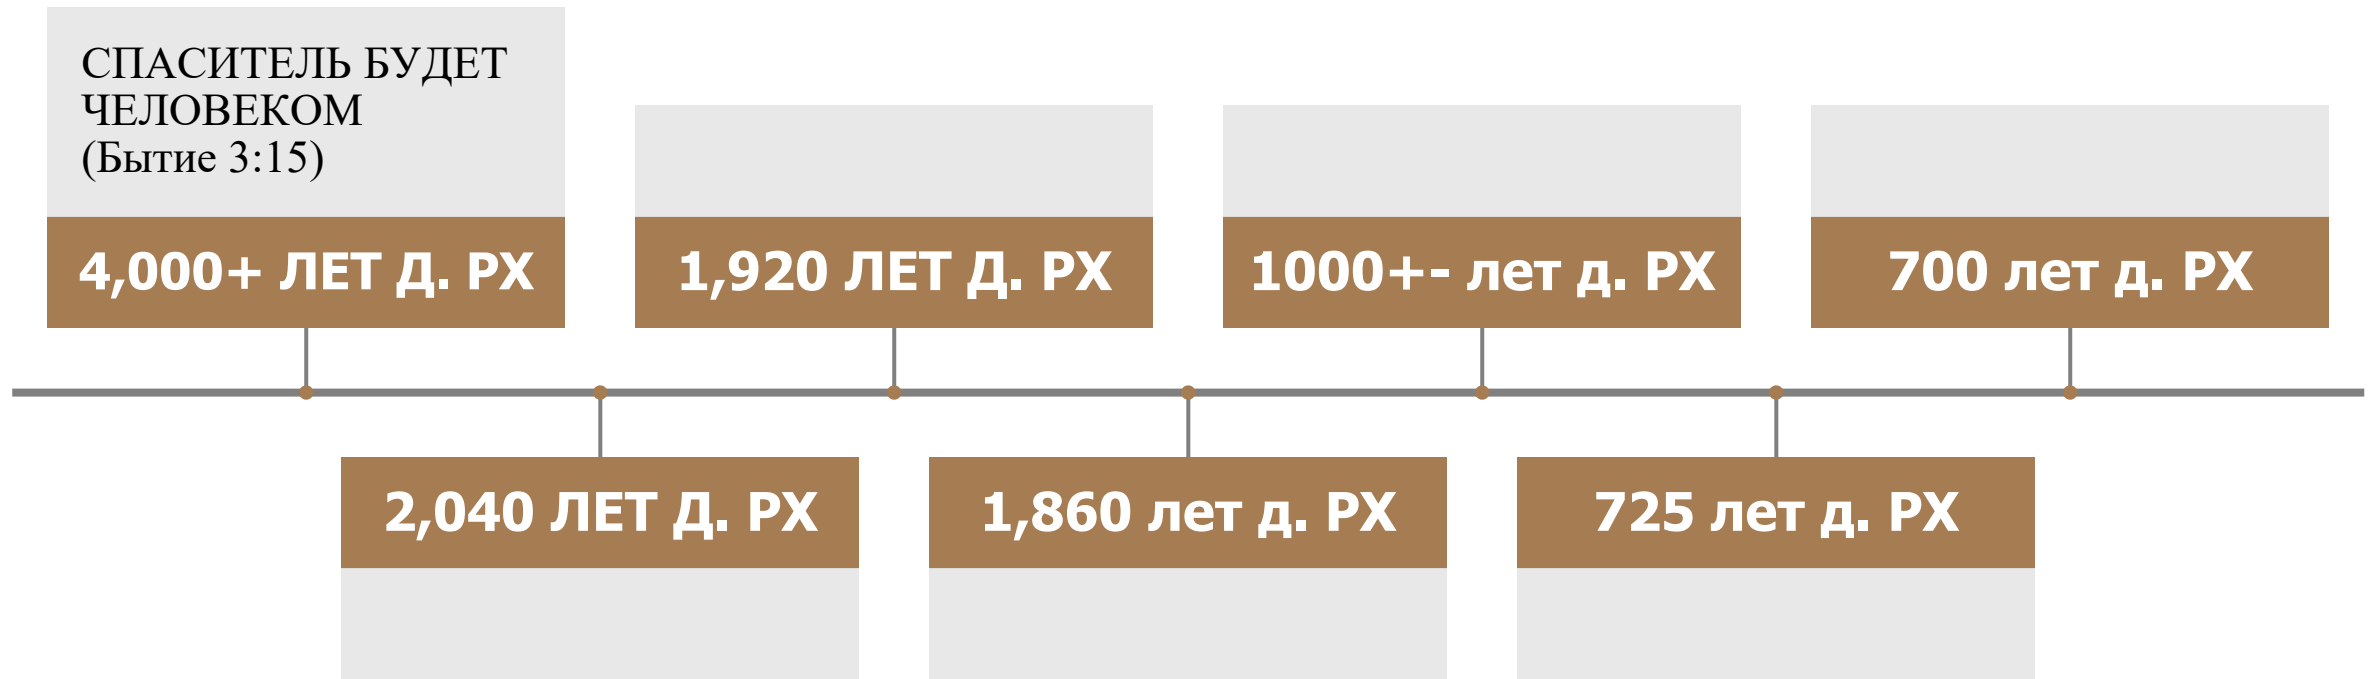 СПАСИТЕЛЬ БУДЕТ
ЧЕЛОВЕКОМ
(Бытие 3:15)
4,000+ ЛЕТ Д. РХ
1,920 ЛЕТ Д. РХ
1000+- лет д. РХ
700 лет д. РХ
2,040 ЛЕТ Д. РХ
1,860 лет д. РХ
725 лет д. РХ